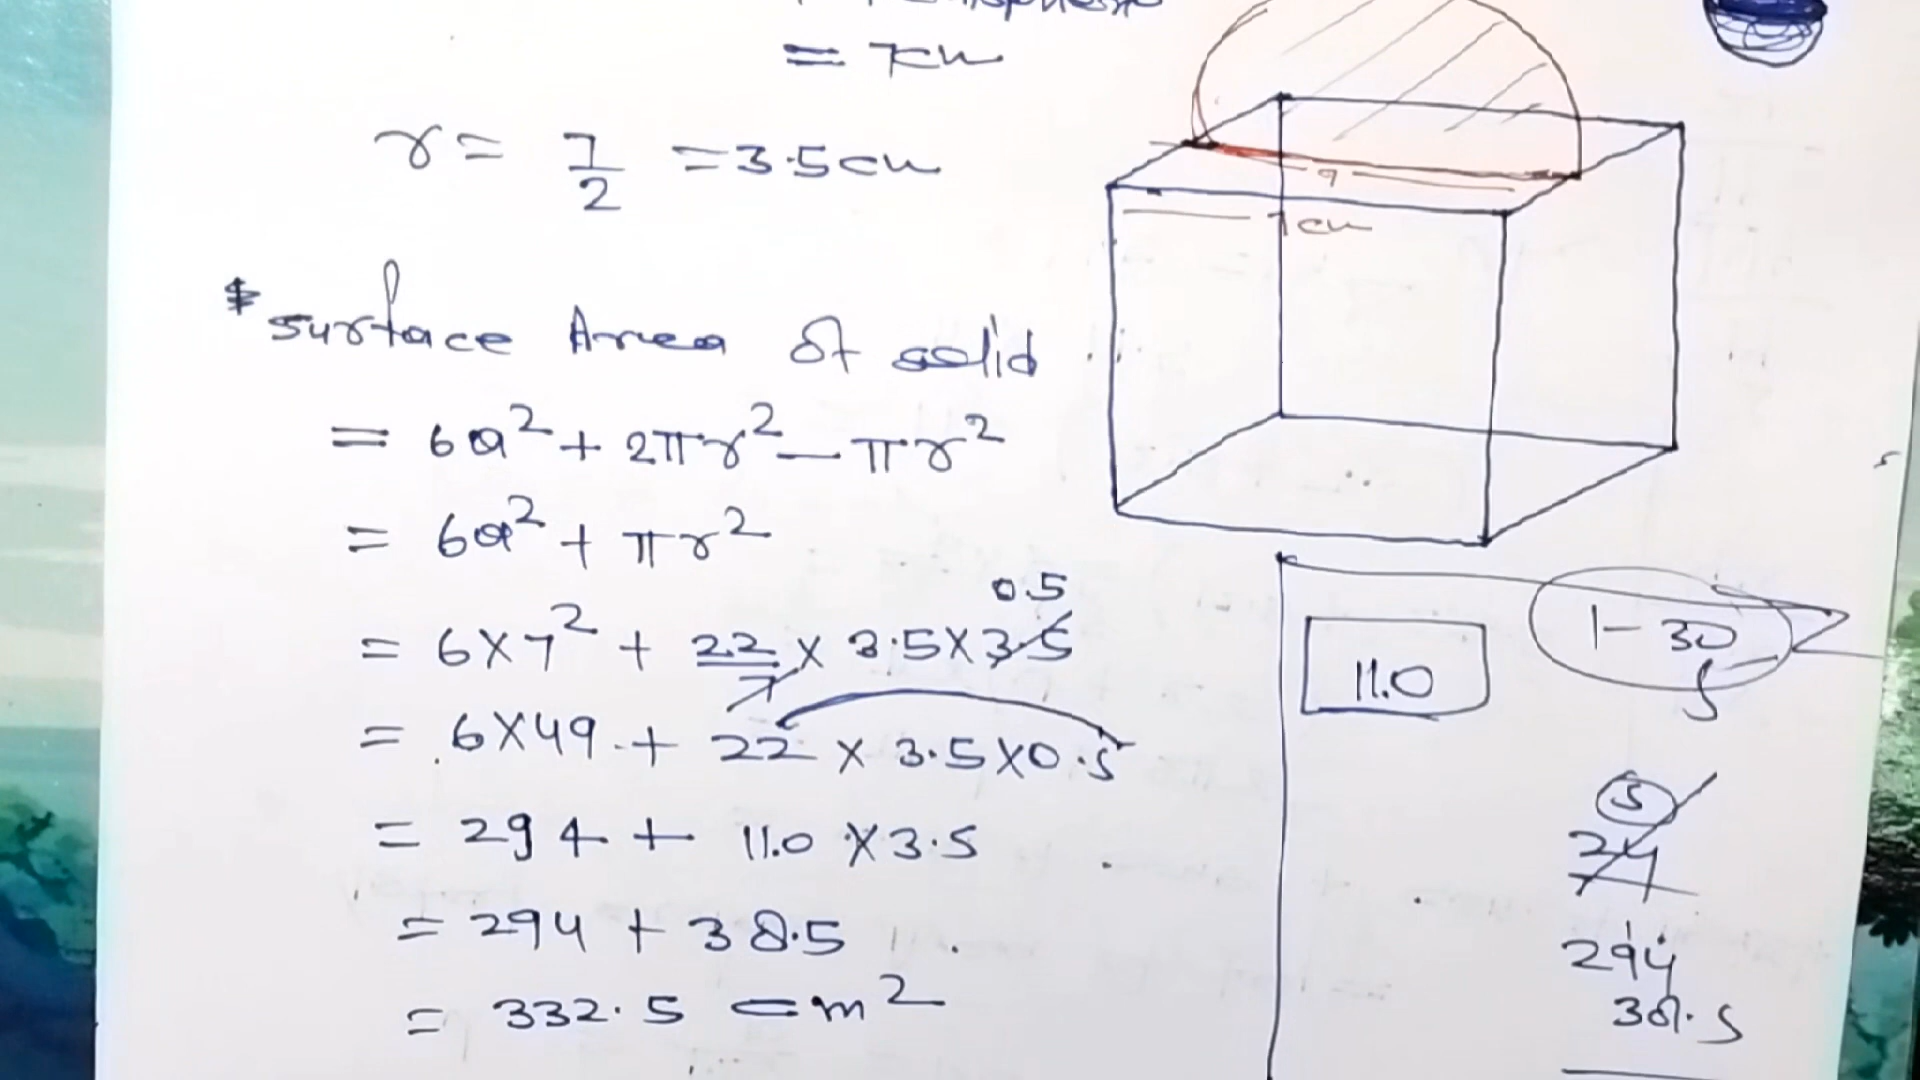 = 7cm
r = 7/2 = 3.5cm
* Surface Area of solid
= 6a² + 2πr² - πr²
= 6a² + πr²
0.5
= 6×7² + 22/7 × 3.5×3.5
= 6×49 + 22 × 3.5×0.5
= 294 + 11.0 ×3.5
= 294 + 38.5
= 332.5 cm²
7cm
11.0
1-30
5
24
294
38.5